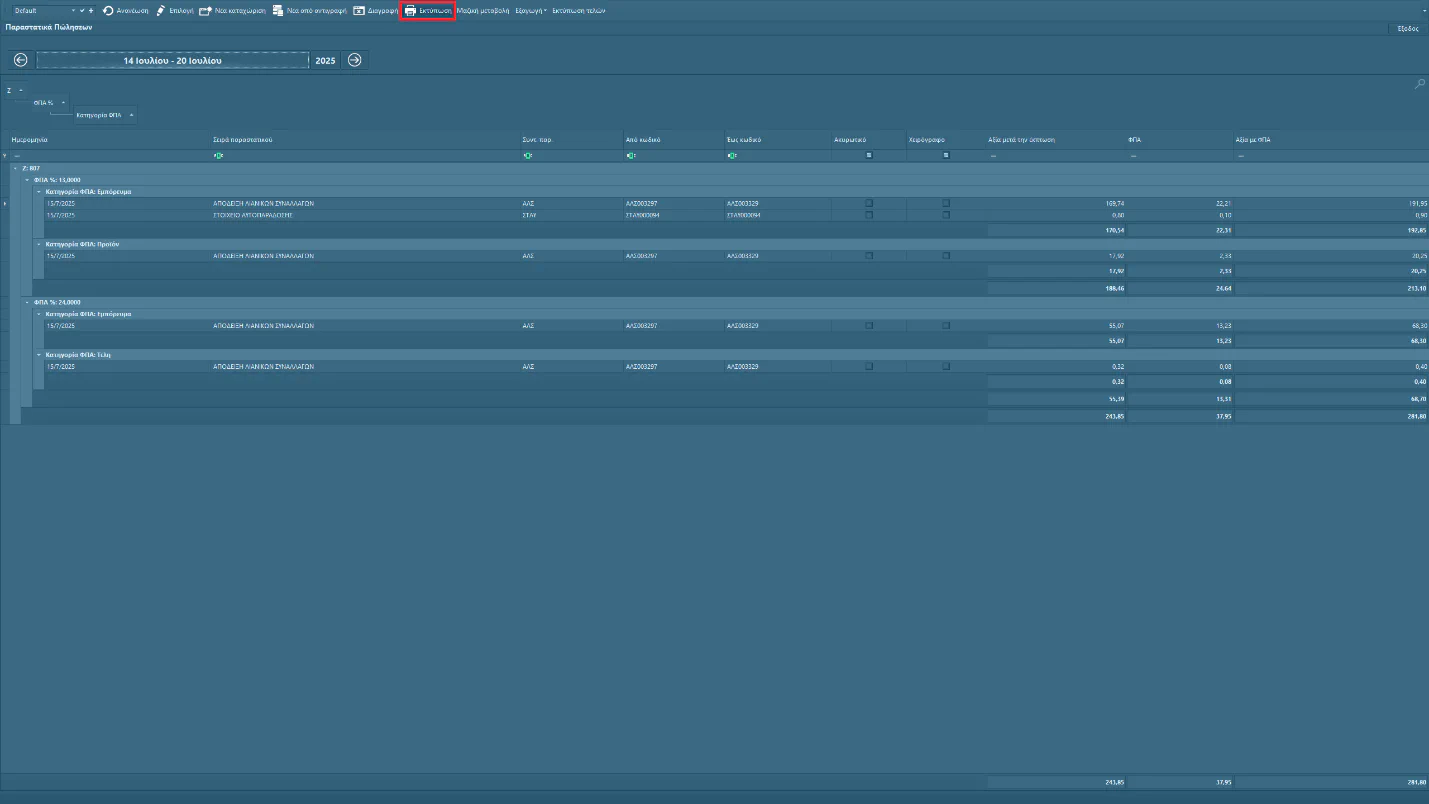 Default Ανανέωση Επιλογή Νέα καταχώριση Νέα από αντιγραφή Διαγραφή Εκτύπωση Μαζική μεταβολή Εξαγωγή Εκτύπωση τελών
Παραστατικά Πώλησεων Έξοδος
14 Ιουλίου - 20 Ιουλίου 2025
Z
ΦΠΑ %
Κατηγορία ΦΠΑ
Ημερομηνία Σειρά παραστατικού Συντ. παρ. Από κωδικό Έως κωδικό Ακυρωτικό Χειρόγραφο Αξία μετά την έκπτωση ΦΠΑ Αξία με ΦΠΑ
Z: 807
ΦΠΑ %: 13,0000
Κατηγορία ΦΠΑ: Εμπόρευμα
15/7/2025 ΑΠΟΔΕΙΞΗ ΛΙΑΝΙΚΩΝ ΣΥΝΑΛΛΑΓΩΝ ΑΛΣ ΑΛΣ003297 ΑΛΣ003329 169,74 22,21 191,95
15/7/2025 ΣΤΟΙΧΕΙΟ ΑΥΤΟΠΑΡΑΔΟΣΗΣ ΣΤΑΥ ΣΤΑΥ000094 ΣΤΑΥ000094 0,80 0,10 0,90
170,54 22,31 192,85
Κατηγορία ΦΠΑ: Προϊόν
15/7/2025 ΑΠΟΔΕΙΞΗ ΛΙΑΝΙΚΩΝ ΣΥΝΑΛΛΑΓΩΝ ΑΛΣ ΑΛΣ003297 ΑΛΣ003329 17,92 2,33 20,25
17,92 2,33 20,25
188,46 24,64 213,10
ΦΠΑ %: 24,0000
Κατηγορία ΦΠΑ: Εμπόρευμα
15/7/2025 ΑΠΟΔΕΙΞΗ ΛΙΑΝΙΚΩΝ ΣΥΝΑΛΛΑΓΩΝ ΑΛΣ ΑΛΣ003297 ΑΛΣ003329 55,07 13,23 68,30
55,07 13,23 68,30
Κατηγορία ΦΠΑ: Τέλη
15/7/2025 ΑΠΟΔΕΙΞΗ ΛΙΑΝΙΚΩΝ ΣΥΝΑΛΛΑΓΩΝ ΑΛΣ ΑΛΣ003297 ΑΛΣ003329 0,32 0,08 0,40
0,32 0,08 0,40
55,39 13,31 68,70
243,85 37,95 281,80
243,85 37,95 281,80